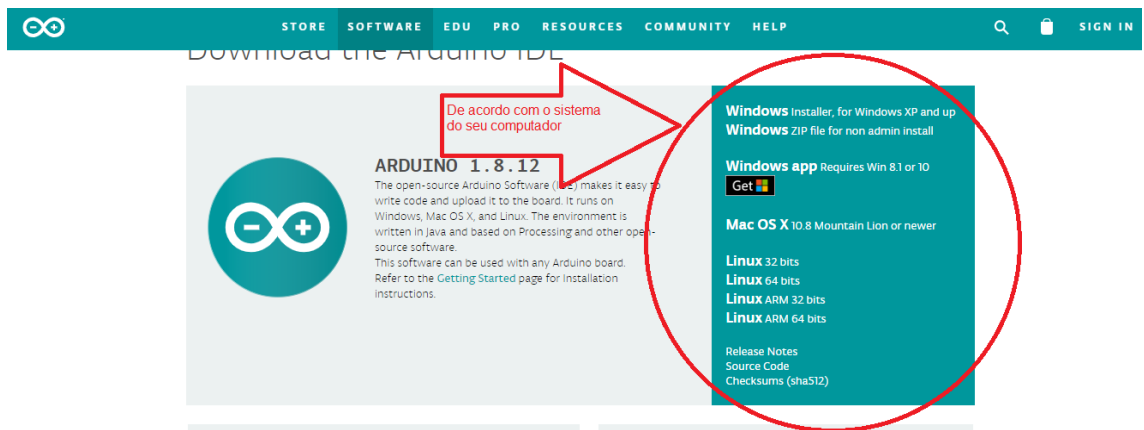 STORE SOFTWARE EDU PRO RESOURCES COMMUNITY HELP SIGN IN
Download the Arduino IDE
De acordo com o sistema
do seu computador
ARDUINO 1.8.12
The open-source Arduino Software (IDE) makes it easy to
write code and upload it to the board. It runs on
Windows, Mac OS X, and Linux. The environment is
written in Java and based on Processing and other open-
source software.
This software can be used with any Arduino board.
Refer to the Getting Started page for Installation
instructions.
Windows Installer, for Windows XP and up
Windows ZIP file for non admin install
Windows app Requires Win 8.1 or 10
Get
Mac OS X 10.8 Mountain Lion or newer
Linux 32 bits
Linux 64 bits
Linux ARM 32 bits
Linux ARM 64 bits
Release Notes
Source Code
Checksums (sha512)